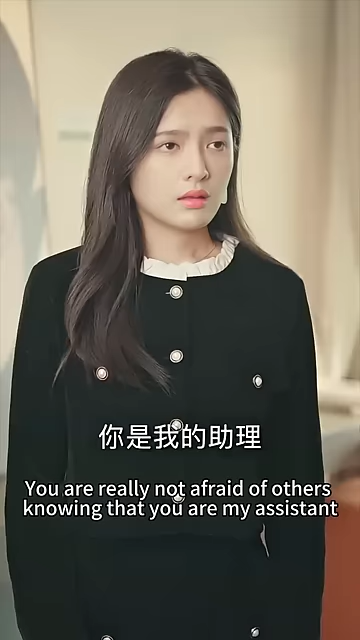 你是我的助理
You are really not afraid of others
knowing that you are my assistant